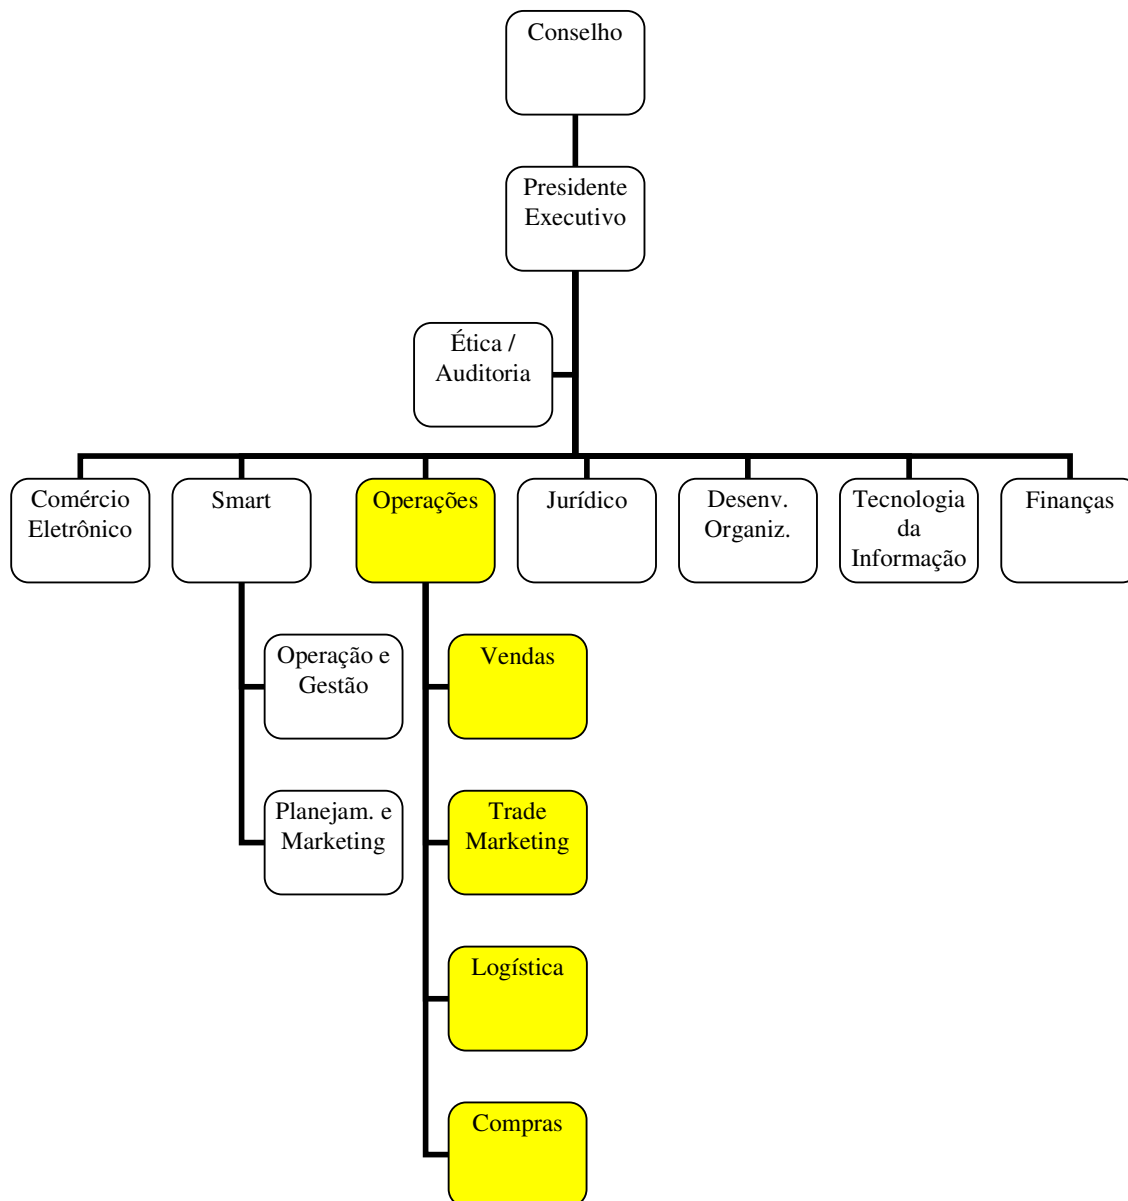 Conselho
Presidente
Executivo
Ética /
Auditoria
Comércio
Eletrônico
Smart
Operações
Jurídico
Desenv.
Organiz.
Tecnologia
da
Informação
Finanças
Operação e
Gestão
Vendas
Planejam. e
Marketing
Trade
Marketing
Logística
Compras